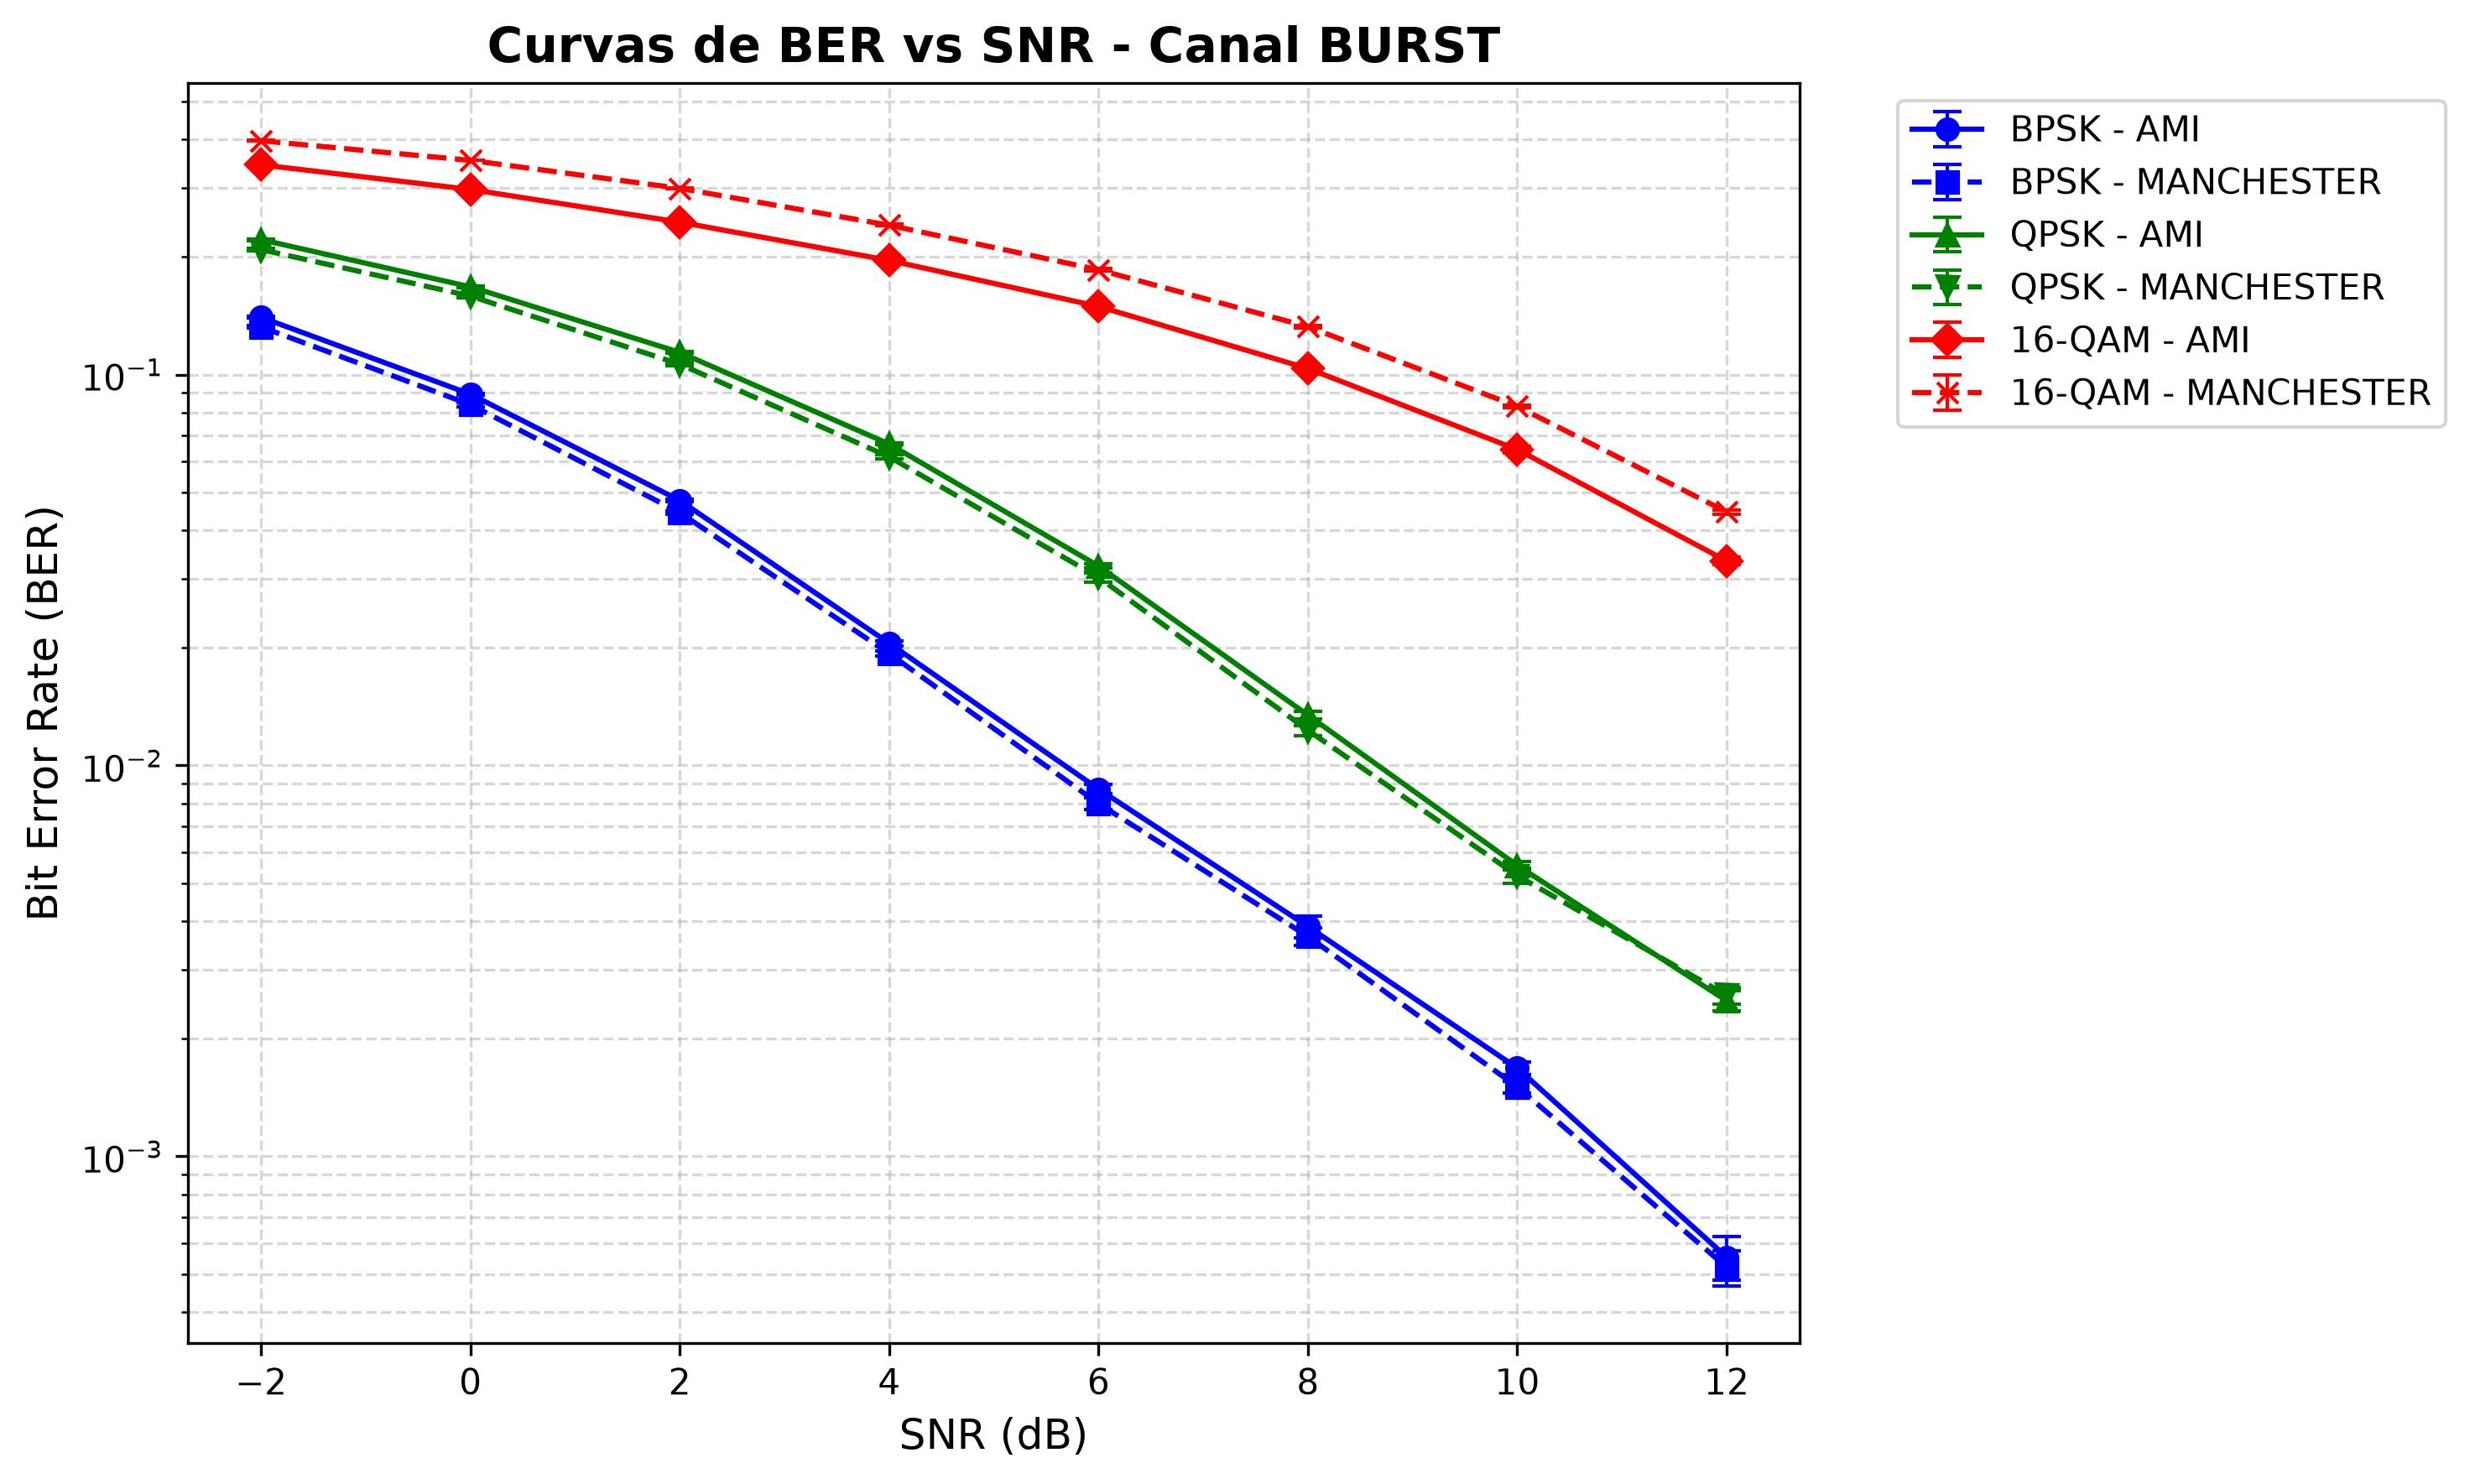 Curvas de BER vs SNR - Canal BURST
BPSK - AMI
BPSK - MANCHESTER
QPSK - AMI
QPSK - MANCHESTER
16-QAM - AMI
16-QAM - MANCHESTER
Bit Error Rate (BER)
10⁻¹
10⁻²
10⁻³
−2 0 2 4 6 8 10 12
SNR (dB)